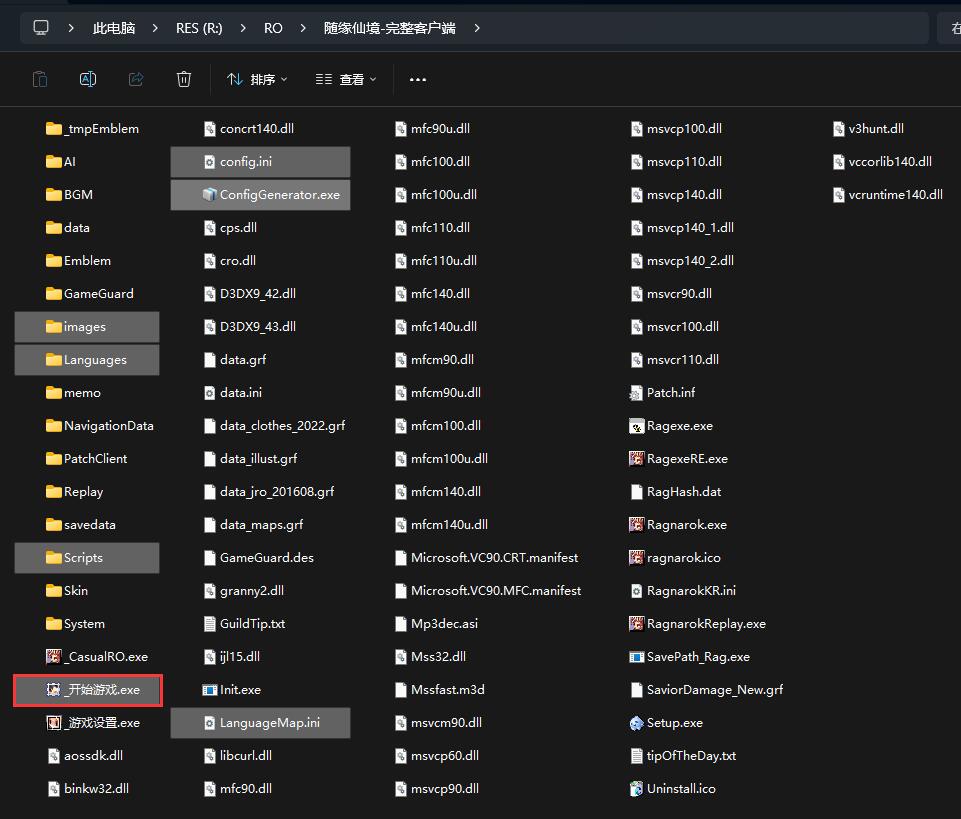 此电脑 RES (R:) RO 随缘仙境-完整客户端 在
排序 查看
_tmpEmblem
AI
BGM
data
Emblem
GameGuard
images
Languages
memo
NavigationData
PatchClient
Replay
savedata
Scripts
Skin
System
_CasualRO.exe
_开始游戏.exe
_游戏设置.exe
aossdk.dll
binkw32.dll
concrt140.dll
config.ini
ConfigGenerator.exe
cps.dll
cro.dll
D3DX9_42.dll
D3DX9_43.dll
data.grf
data.ini
data_clothes_2022.grf
data_illust.grf
data_jro_201608.grf
data_maps.grf
GameGuard.des
granny2.dll
GuildTip.txt
ijl15.dll
Init.exe
LanguageMap.ini
libcurl.dll
mfc90.dll
mfc90u.dll
mfc100.dll
mfc100u.dll
mfc110.dll
mfc110u.dll
mfc140.dll
mfc140u.dll
mfcm90.dll
mfcm90u.dll
mfcm100.dll
mfcm100u.dll
mfcm140.dll
mfcm140u.dll
Microsoft.VC90.CRT.manifest
Microsoft.VC90.MFC.manifest
Mp3dec.asi
Mss32.dll
Mssfast.m3d
msvcm90.dll
msvcp60.dll
msvcp90.dll
msvcp100.dll
msvcp110.dll
msvcp140.dll
msvcp140_1.dll
msvcp140_2.dll
msvcr90.dll
msvcr100.dll
msvcr110.dll
Patch.inf
Ragexe.exe
RagexeRE.exe
RagHash.dat
Ragnarok.exe
ragnarok.ico
RagnarokKR.ini
RagnarokReplay.exe
SavePath_Rag.exe
SaviorDamage_New.grf
Setup.exe
tipOfTheDay.txt
Uninstall.ico
v3hunt.dll
vccorlib140.dll
vcruntime140.dll